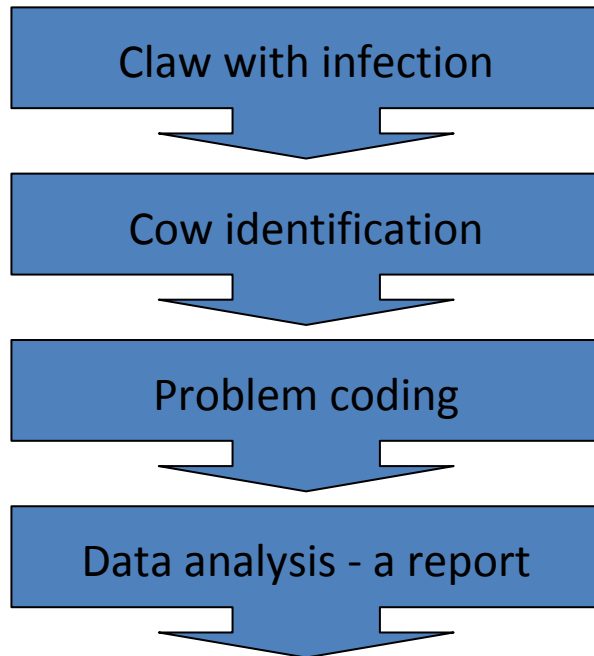 Claw with infection
Cow identification
Problem coding
Data analysis - a report